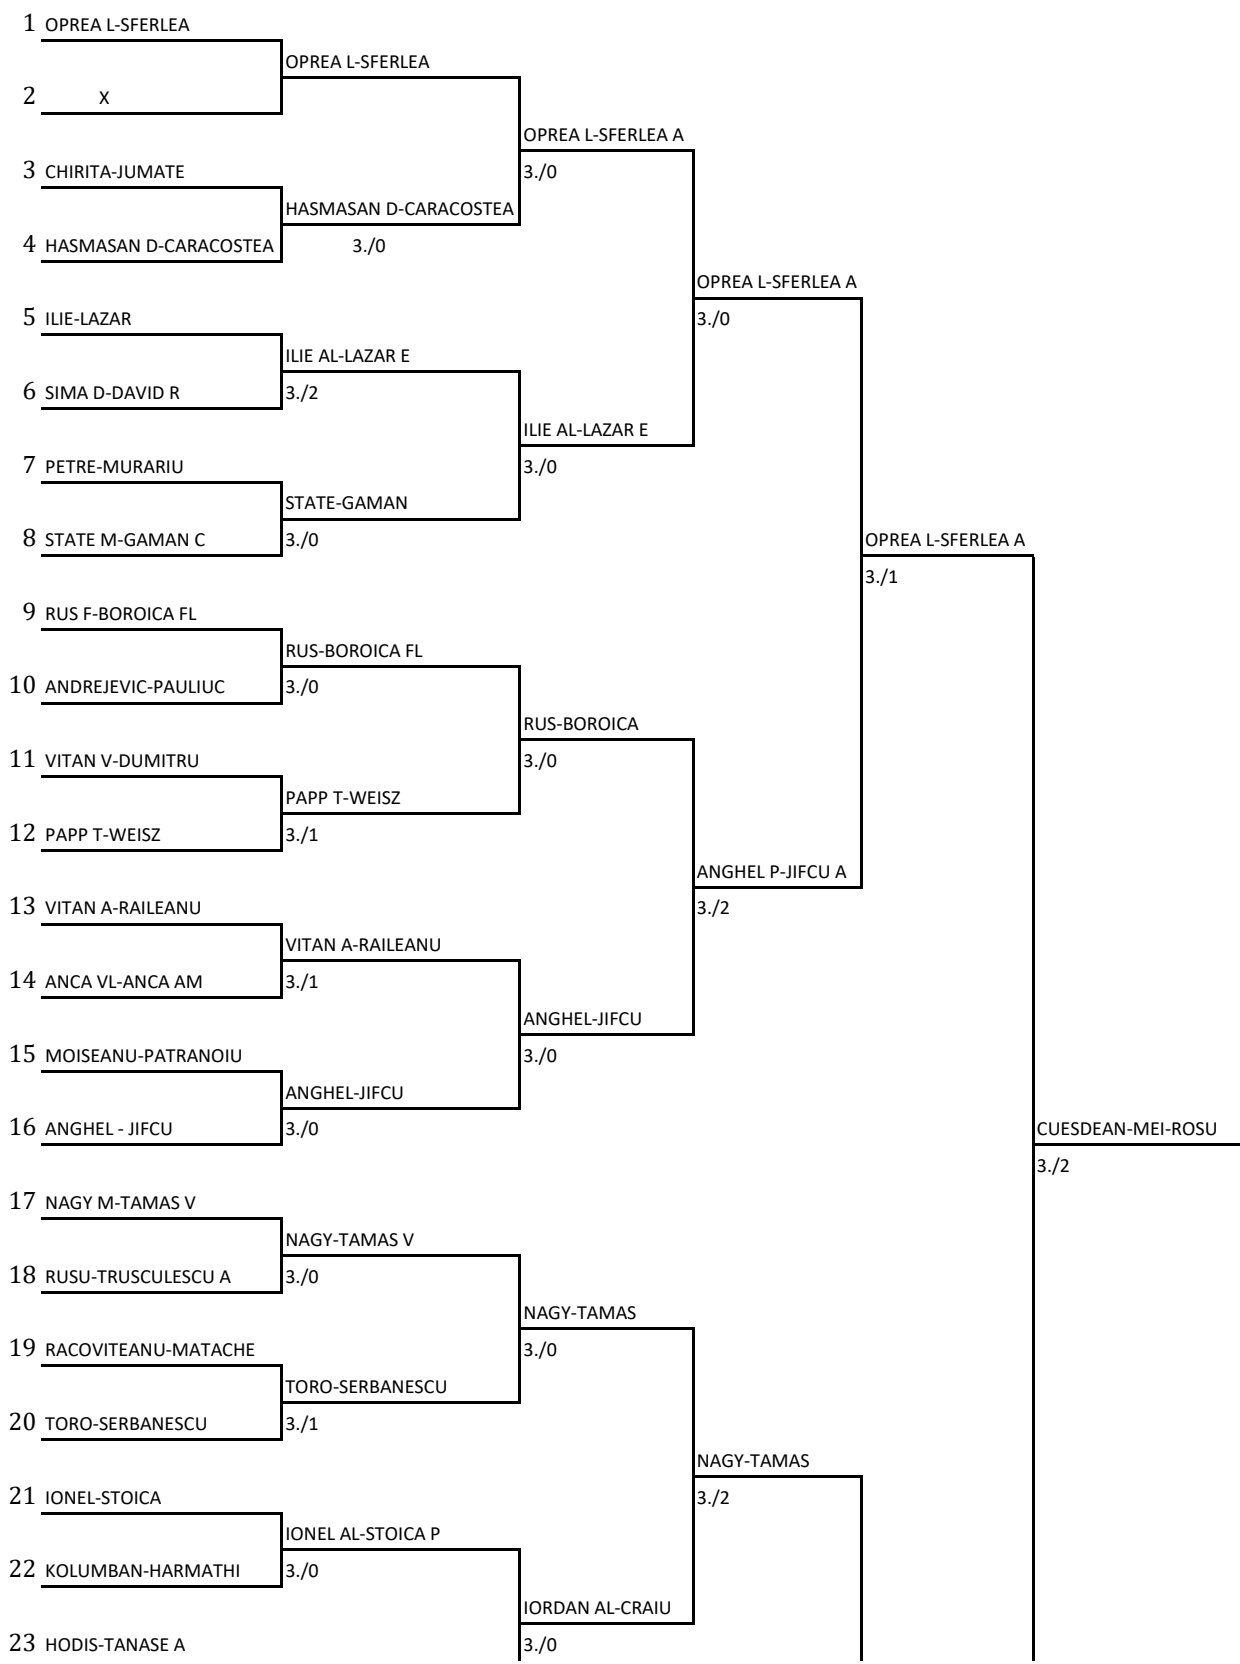 1 OPREA L-SFERLEA
OPREA L-SFERLEA
2 X
OPREA L-SFERLEA A
3 CHIRITA-JUMATE
3./0
HASMASAN D-CARACOSTEA
4 HASMASAN D-CARACOSTEA
3./0
OPREA L-SFERLEA A
5 ILIE-LAZAR
3./0
ILIE AL-LAZAR E
6 SIMA D-DAVID R
3./2
ILIE AL-LAZAR E
7 PETRE-MURARIU
3./0
STATE-GAMAN
8 STATE M-GAMAN C
3./0
OPREA L-SFERLEA A
3./1
9 RUS F-BOROICA FL
RUS-BOROICA FL
10 ANDREJEVIC-PAULIUC
3./0
RUS-BOROICA
11 VITAN V-DUMITRU
3./0
PAPP T-WEISZ
12 PAPP T-WEISZ
3./1
ANGHEL P-JIFCU A
13 VITAN A-RAILEANU
3./2
VITAN A-RAILEANU
14 ANCA VL-ANCA AM
3./1
ANGHEL-JIFCU
15 MOISEANU-PATRANOIU
3./0
ANGHEL-JIFCU
16 ANGHEL - JIFCU
3./0
CUESDEAN-MEI-ROSU
3./2
17 NAGY M-TAMAS V
NAGY-TAMAS V
18 RUSU-TRUSCULESCU A
3./0
NAGY-TAMAS
19 RACOVITEANU-MATACHE
3./0
TORO-SERBANESCU
20 TORO-SERBANESCU
3./1
NAGY-TAMAS
21 IONEL-STOICA
3./2
IONEL AL-STOICA P
22 KOLUMBAN-HARMATHI
3./0
IORDAN AL-CRAIU
23 HODIS-TANASE A
3./0